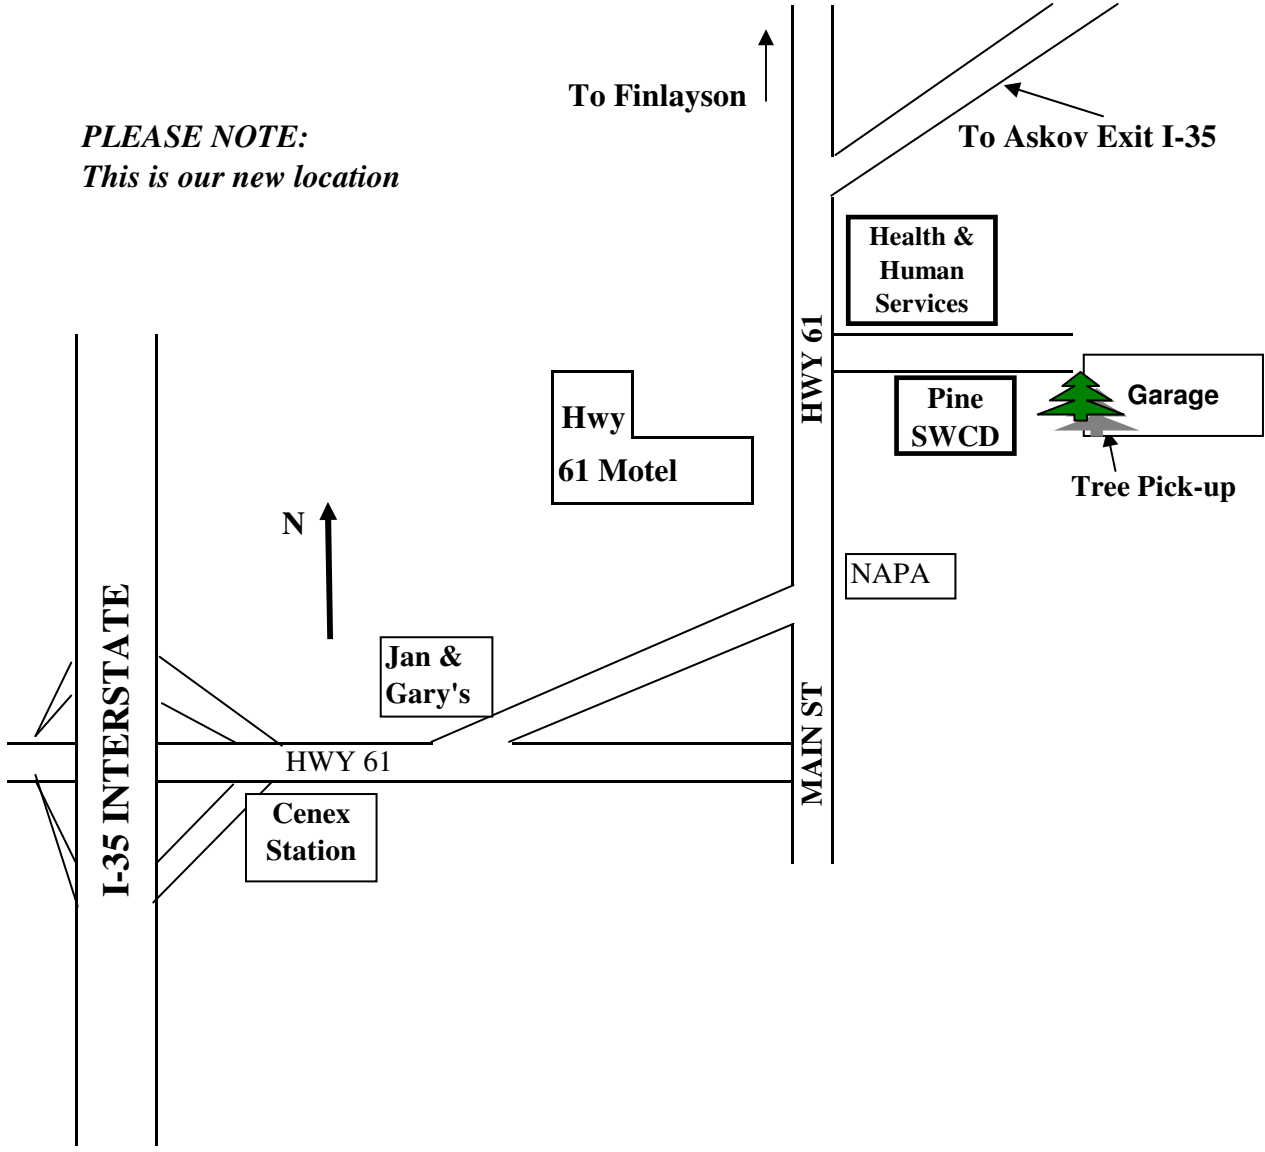 To Finlayson
To Askov Exit I-35
PLEASE NOTE:
This is our new location
Health &
Human
Services
HWY 61
Garage
Pine
SWCD
Hwy
61 Motel
Tree Pick-up
N
NAPA
I-35 INTERSTATE
Jan &
Gary's
MAIN ST
HWY 61
Cenex
Station